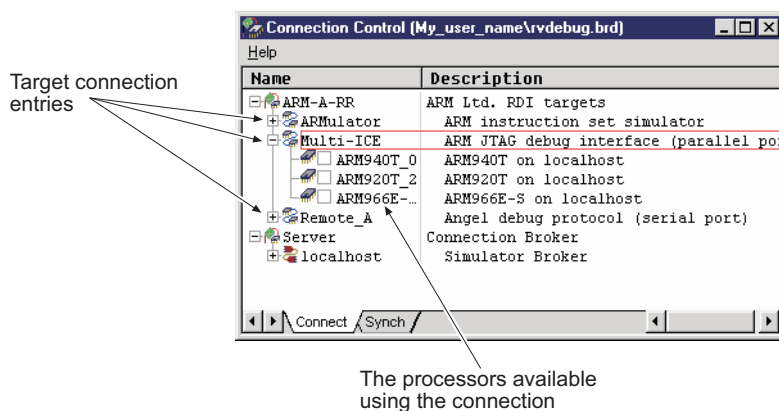 Connection Control (My_user_name\rvdebug.brd)
Help
Name Description
Target connection
entries
ARM-A-RR ARM Ltd. RDI targets
ARMulator ARM instruction set simulator
Multi-ICE ARM JTAG debug interface (parallel por
ARM940T_0 ARM940T on localhost
ARM920T_2 ARM920T on localhost
ARM966E-... ARM966E-S on localhost
Remote_A Angel debug protocol (serial port)
Server Connection Broker
localhost Simulator Broker
Connect Synch
The processors available
using the connection